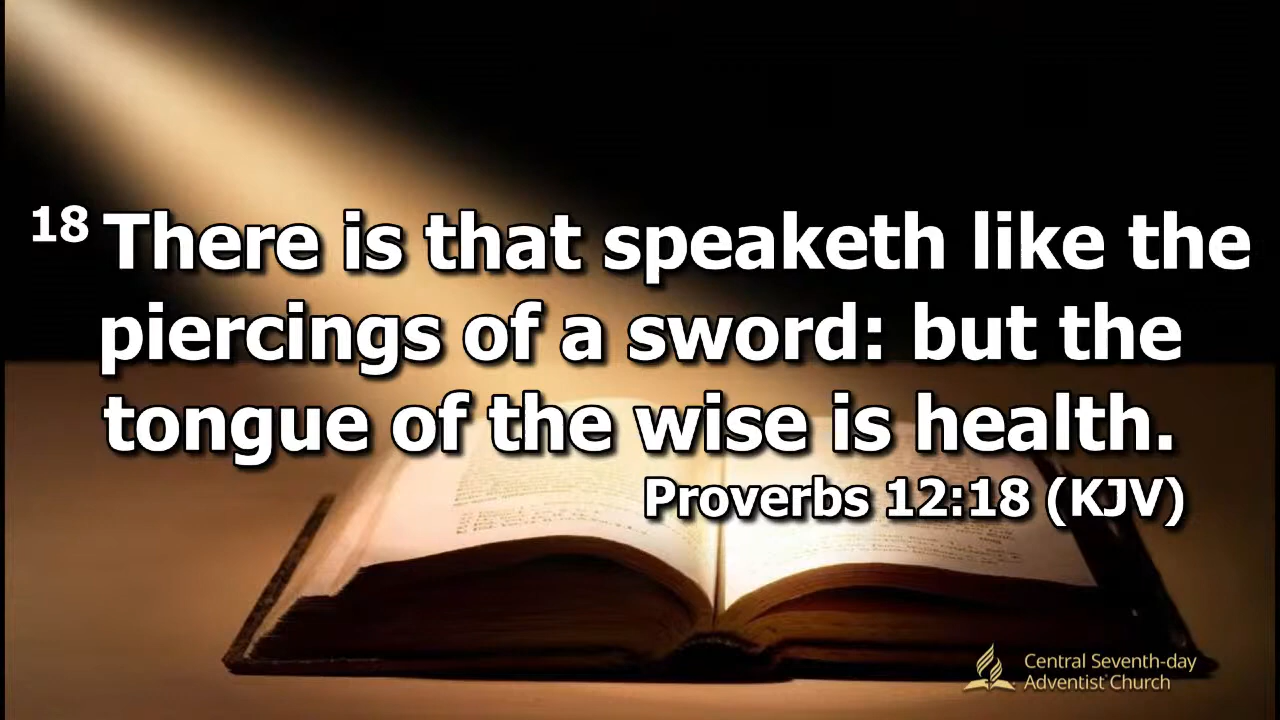 18 There is that speaketh like the
piercings of a sword: but the
tongue of the wise is health.
Proverbs 12:18 (KJV)
Central Seventh-day
Adventist Church